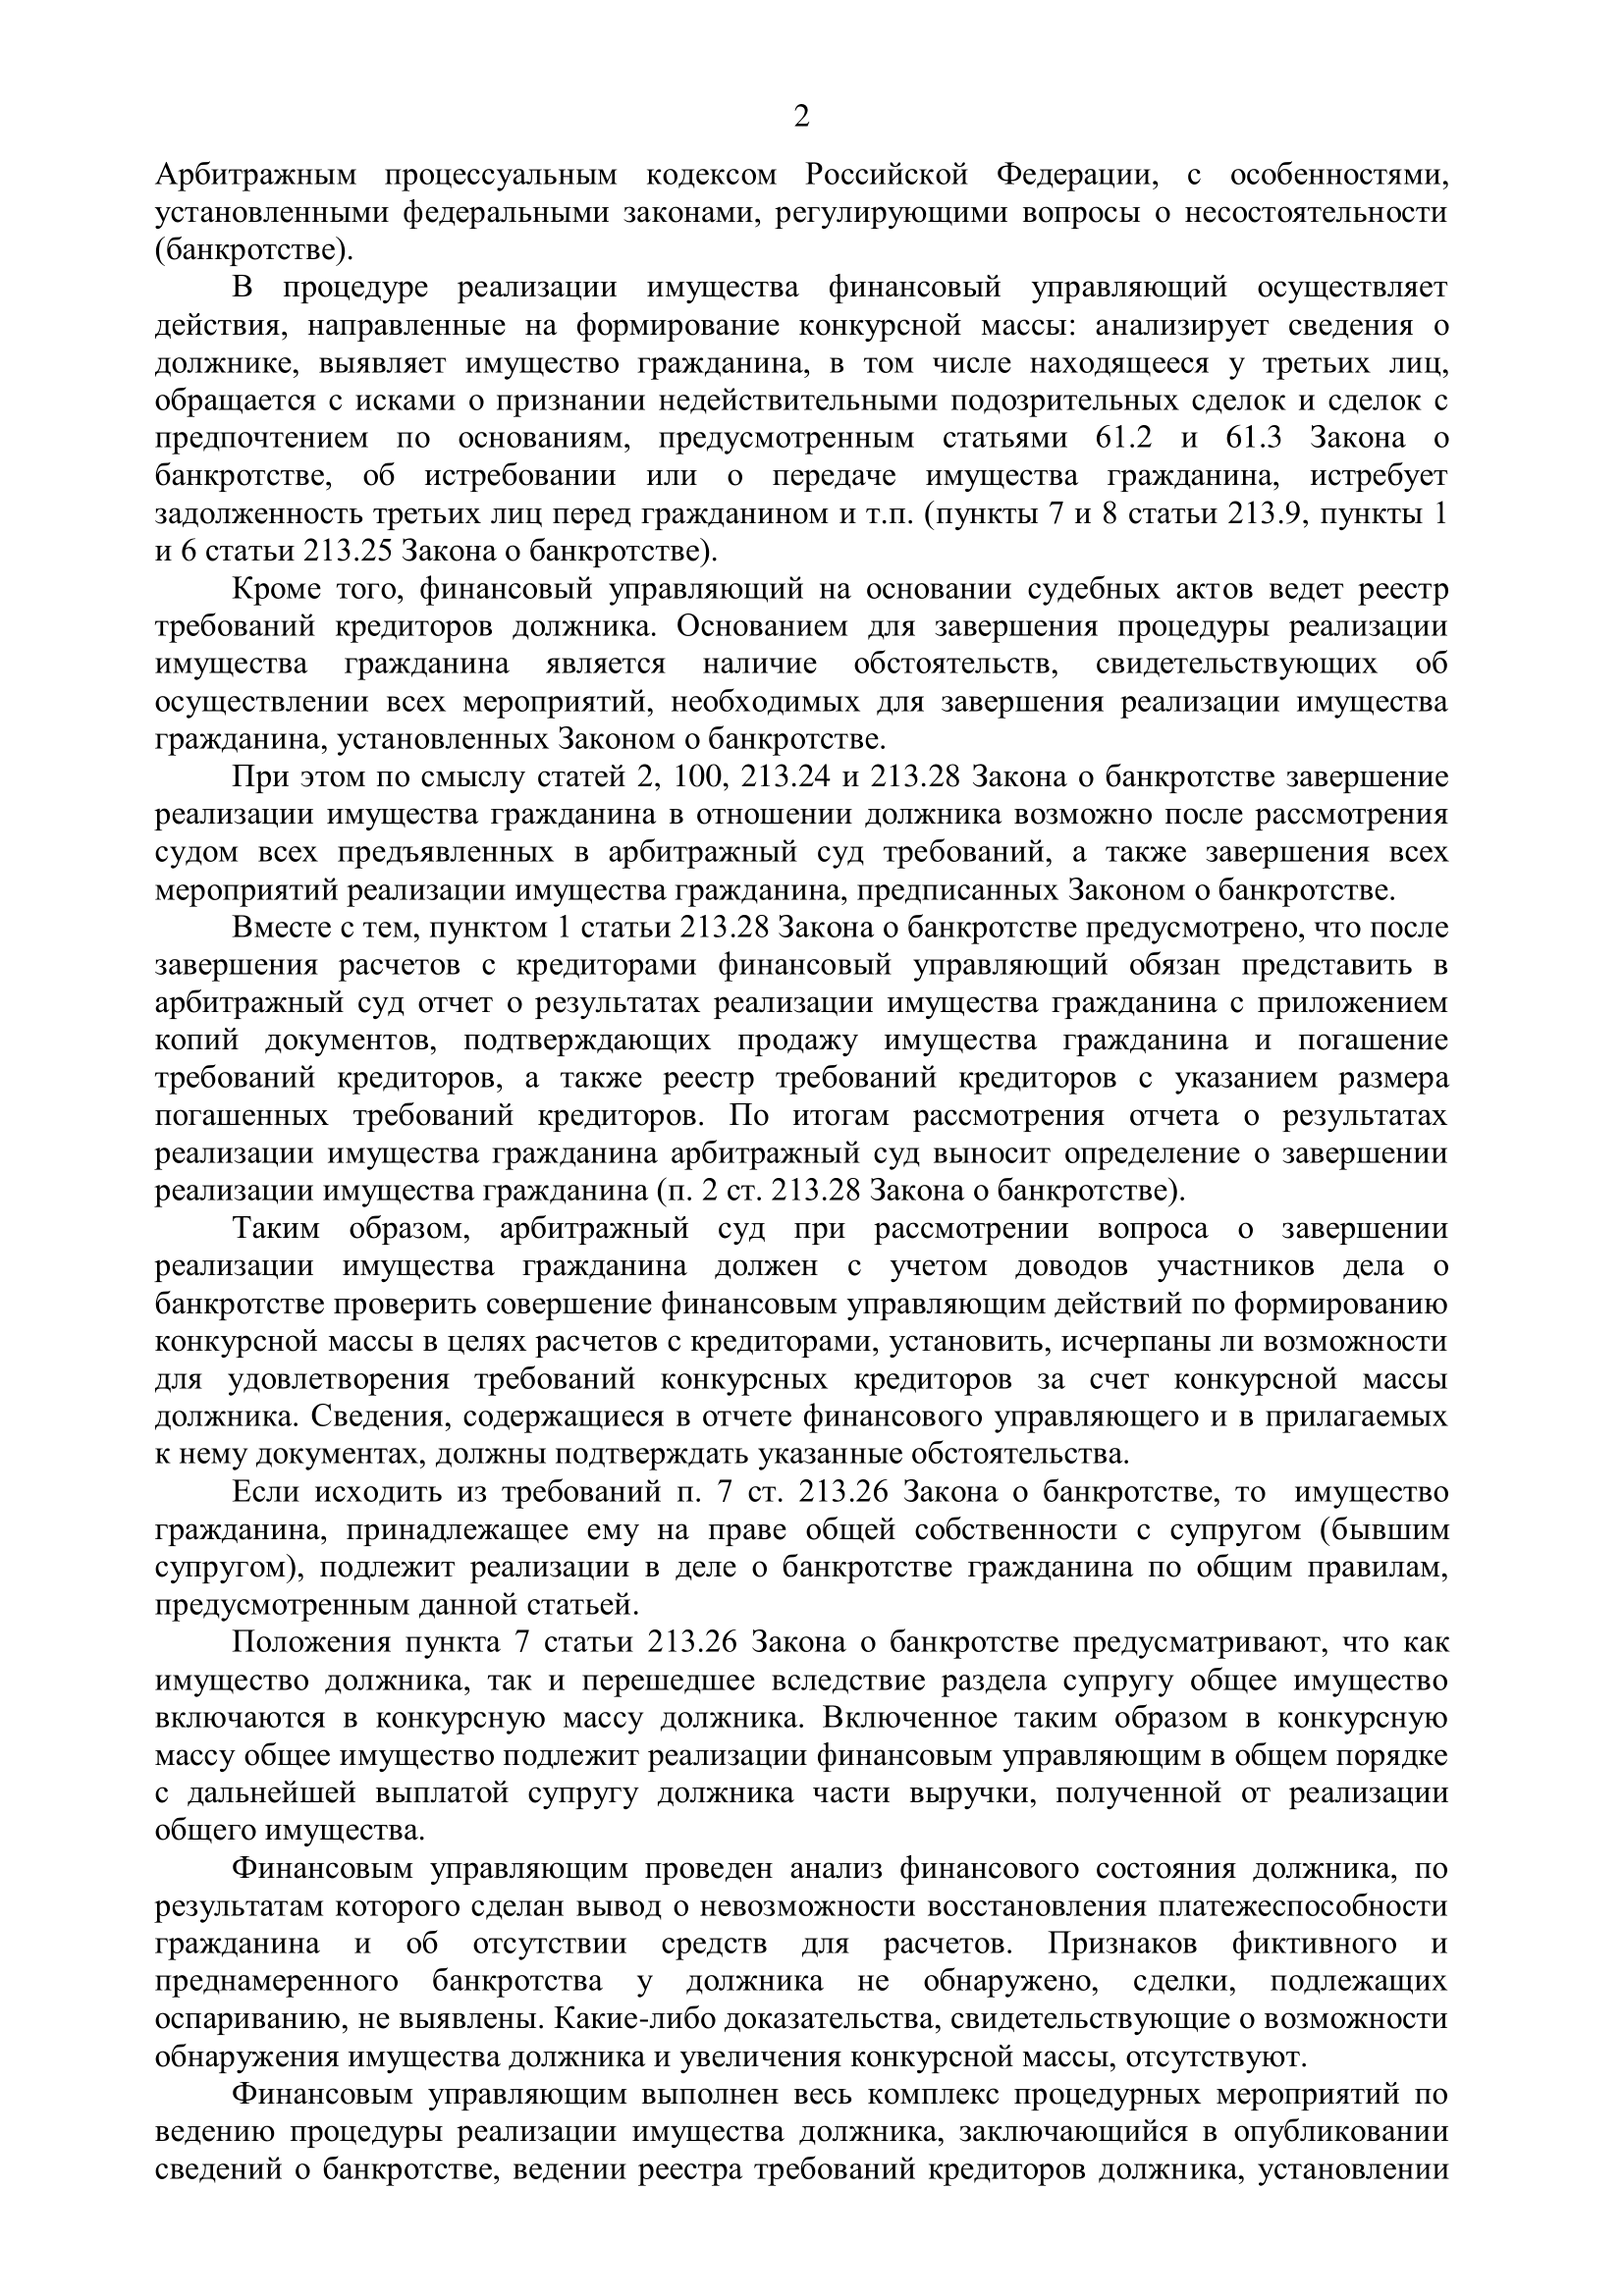 2
Арбитражным процессуальным кодексом Российской Федерации, с особенностями,
установленными федеральными законами, регулирующими вопросы о несостоятельности
(банкротстве).
В процедуре реализации имущества финансовый управляющий осуществляет
действия, направленные на формирование конкурсной массы: анализирует сведения о
должнике, выявляет имущество гражданина, в том числе находящееся у третьих лиц,
обращается с исками о признании недействительными подозрительных сделок и сделок с
предпочтением по основаниям, предусмотренным статьями 61.2 и 61.3 Закона о
банкротстве, об истребовании или о передаче имущества гражданина, истребует
задолженность третьих лиц перед гражданином и т.п. (пункты 7 и 8 статьи 213.9, пункты 1
и 6 статьи 213.25 Закона о банкротстве).
Кроме того, финансовый управляющий на основании судебных актов ведет реестр
требований кредиторов должника. Основанием для завершения процедуры реализации
имущества гражданина является наличие обстоятельств, свидетельствующих об
осуществлении всех мероприятий, необходимых для завершения реализации имущества
гражданина, установленных Законом о банкротстве.
При этом по смыслу статей 2, 100, 213.24 и 213.28 Закона о банкротстве завершение
реализации имущества гражданина в отношении должника возможно после рассмотрения
судом всех предъявленных в арбитражный суд требований, а также завершения всех
мероприятий реализации имущества гражданина, предписанных Законом о банкротстве.
Вместе с тем, пунктом 1 статьи 213.28 Закона о банкротстве предусмотрено, что после
завершения расчетов с кредиторами финансовый управляющий обязан представить в
арбитражный суд отчет о результатах реализации имущества гражданина с приложением
копий документов, подтверждающих продажу имущества гражданина и погашение
требований кредиторов, а также реестр требований кредиторов с указанием размера
погашенных требований кредиторов. По итогам рассмотрения отчета о результатах
реализации имущества гражданина арбитражный суд выносит определение о завершении
реализации имущества гражданина (п. 2 ст. 213.28 Закона о банкротстве).
Таким образом, арбитражный суд при рассмотрении вопроса о завершении
реализации имущества гражданина должен с учетом доводов участников дела о
банкротстве проверить совершение финансовым управляющим действий по формированию
конкурсной массы в целях расчетов с кредиторами, установить, исчерпаны ли возможности
для удовлетворения требований конкурсных кредиторов за счет конкурсной массы
должника. Сведения, содержащиеся в отчете финансового управляющего и в прилагаемых
к нему документах, должны подтверждать указанные обстоятельства.
Если исходить из требований п. 7 ст. 213.26 Закона о банкротстве, то имущество
гражданина, принадлежащее ему на праве общей собственности с супругом (бывшим
супругом), подлежит реализации в деле о банкротстве гражданина по общим правилам,
предусмотренным данной статьей.
Положения пункта 7 статьи 213.26 Закона о банкротстве предусматривают, что как
имущество должника, так и перешедшее вследствие раздела супругу общее имущество
включаются в конкурсную массу должника. Включенное таким образом в конкурсную
массу общее имущество подлежит реализации финансовым управляющим в общем порядке
с дальнейшей выплатой супругу должника части выручки, полученной от реализации
общего имущества.
Финансовым управляющим проведен анализ финансового состояния должника, по
результатам которого сделан вывод о невозможности восстановления платежеспособности
гражданина и об отсутствии средств для расчетов. Признаков фиктивного и
преднамеренного банкротства у должника не обнаружено, сделки, подлежащих
оспариванию, не выявлены. Какие-либо доказательства, свидетельствующие о возможности
обнаружения имущества должника и увеличения конкурсной массы, отсутствуют.
Финансовым управляющим выполнен весь комплекс процедурных мероприятий по
ведению процедуры реализации имущества должника, заключающийся в опубликовании
сведений о банкротстве, ведении реестра требований кредиторов должника, установлении